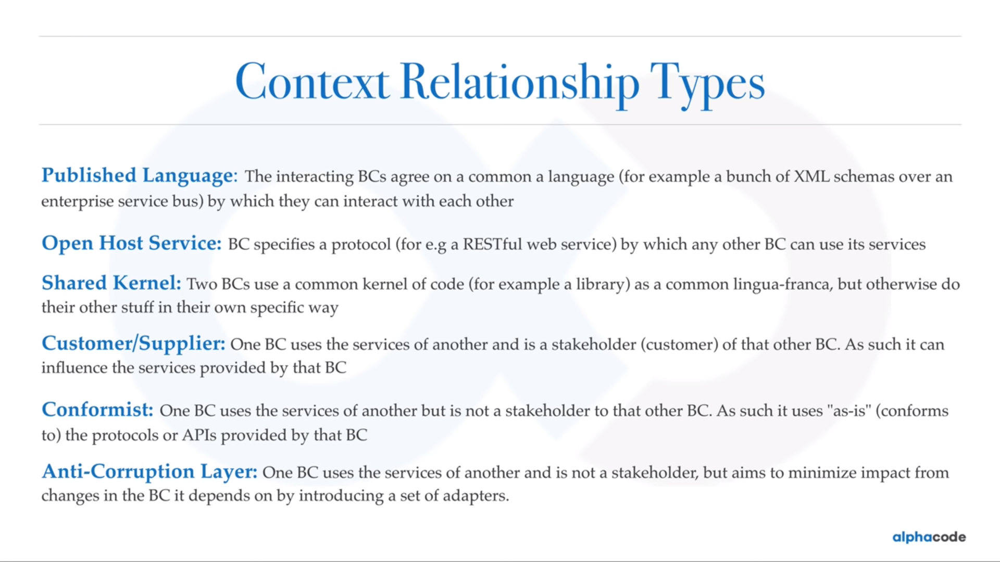 Context Relationship Types
Published Language: The interacting BCs agree on a common a language (for example a bunch of XML schemas over an
enterprise service bus) by which they can interact with each other
Open Host Service: BC specifies a protocol (for e.g a RESTful web service) by which any other BC can use its services
Shared Kernel: Two BCs use a common kernel of code (for example a library) as a common lingua-franca, but otherwise do
their other stuff in their own specific way
Customer/Supplier: One BC uses the services of another and is a stakeholder (customer) of that other BC. As such it can
influence the services provided by that BC
Conformist: One BC uses the services of another but is not a stakeholder to that other BC. As such it uses "as-is" (conforms
to) the protocols or APIs provided by that BC
Anti-Corruption Layer: One BC uses the services of another and is not a stakeholder, but aims to minimize impact from
changes in the BC it depends on by introducing a set of adapters.
alphacode